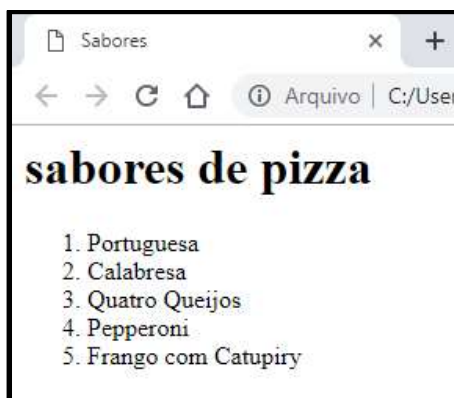 Sabores
Arquivo | C:/User
sabores de pizza
1. Portuguesa
2. Calabresa
3. Quatro Queijos
4. Pepperoni
5. Frango com Catupiry